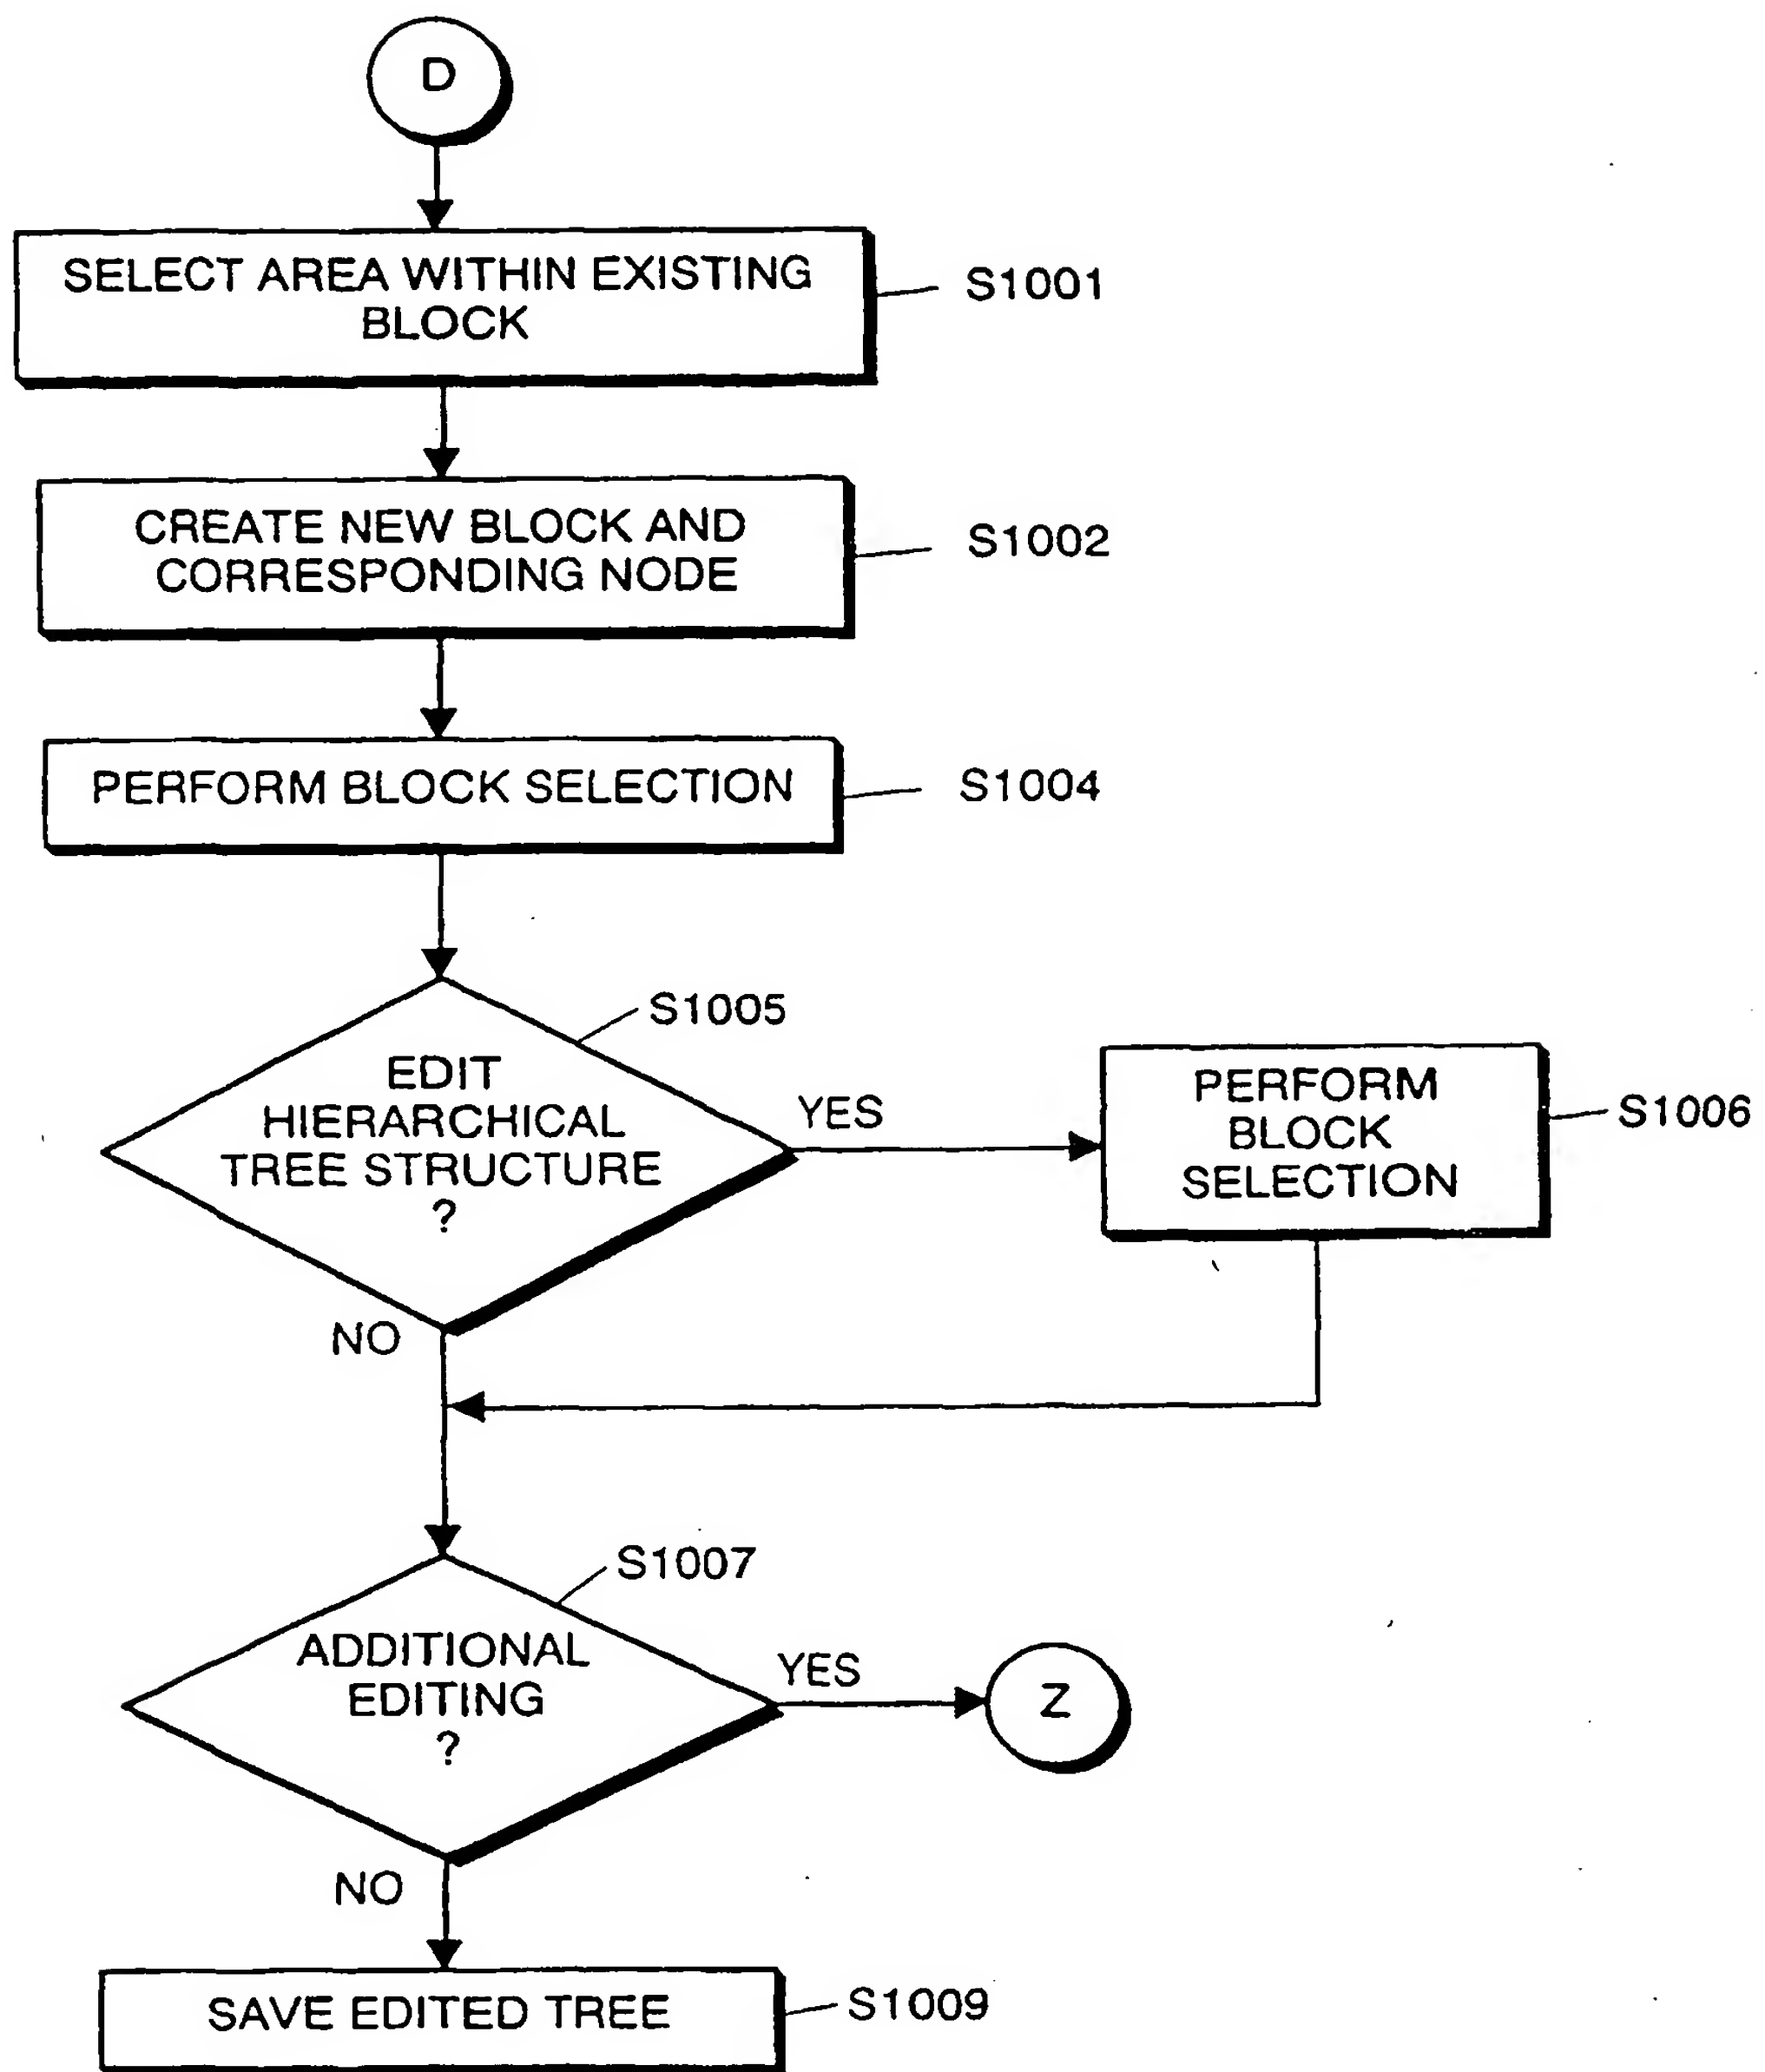 D
SELECT AREA WITHIN EXISTING
BLOCK
S1001
CREATE NEW BLOCK AND
CORRESPONDING NODE
S1002
PERFORM BLOCK SELECTION
S1004
S1005
EDIT
HIERARCHICAL
TREE STRUCTURE
?
YES
PERFORM
BLOCK
SELECTION
S1006
NO
S1007
ADDITIONAL
EDITING
?
YES
Z
NO
SAVE EDITED TREE
S1009